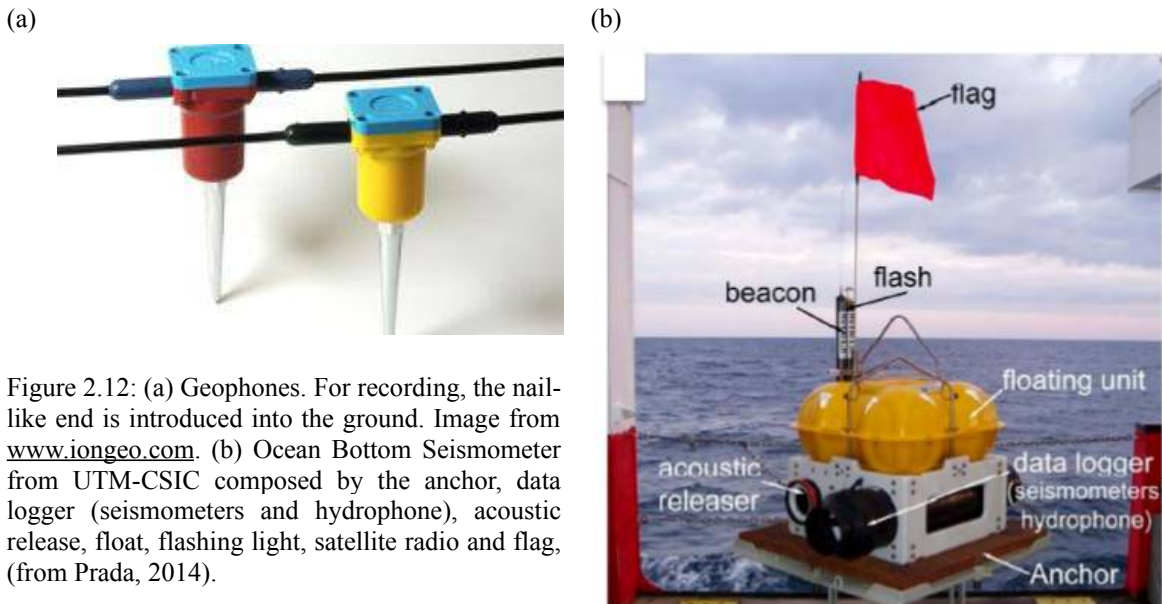 (a)
(b)
flag
flash
beacon
floating unit
acoustic
releaser
data logger
(seismometers
hydrophone)
Anchor
Figure 2.12: (a) Geophones. For recording, the nail-
like end is introduced into the ground. Image from
www.iongeo.com. (b) Ocean Bottom Seismometer
from UTM-CSIC composed by the anchor, data
logger (seismometers and hydrophone), acoustic
release, float, flashing light, satellite radio and flag,
(from Prada, 2014).